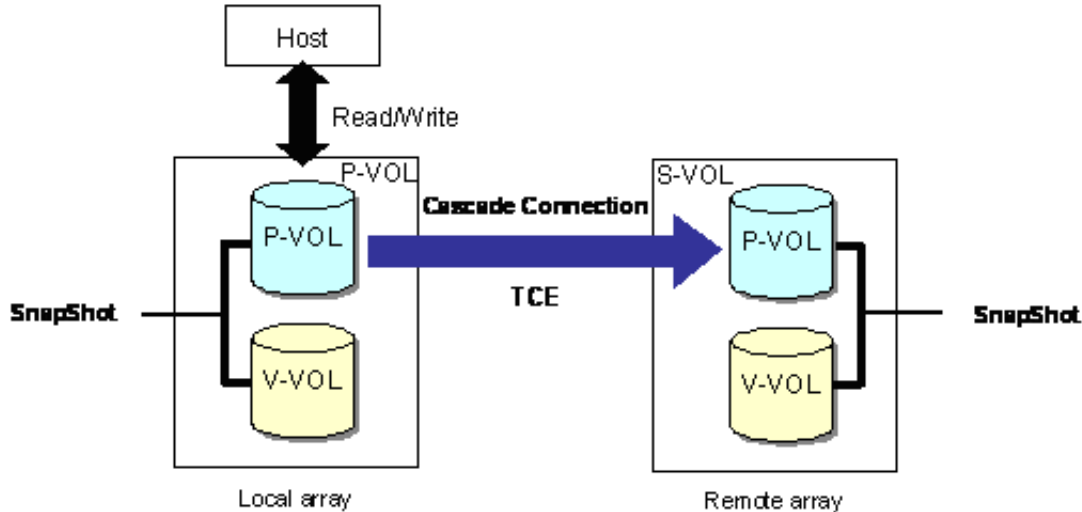 Host
Read/Write
P-VOL
S-VOL
Cascade Connection
P-VOL
P-VOL
TCE
SnapShot
SnapShot
V-VOL
V-VOL
Local array
Remote array